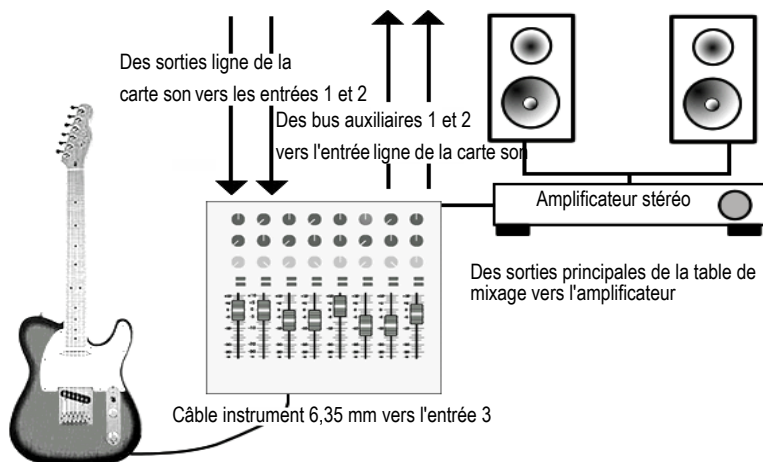 Des sorties ligne de la
carte son vers les entrées 1 et 2
Des bus auxiliaires 1 et 2
vers l'entrée ligne de la carte son
Amplificateur stéréo
Des sorties principales de la table de
mixage vers l'amplificateur
Câble instrument 6,35 mm vers l'entrée 3